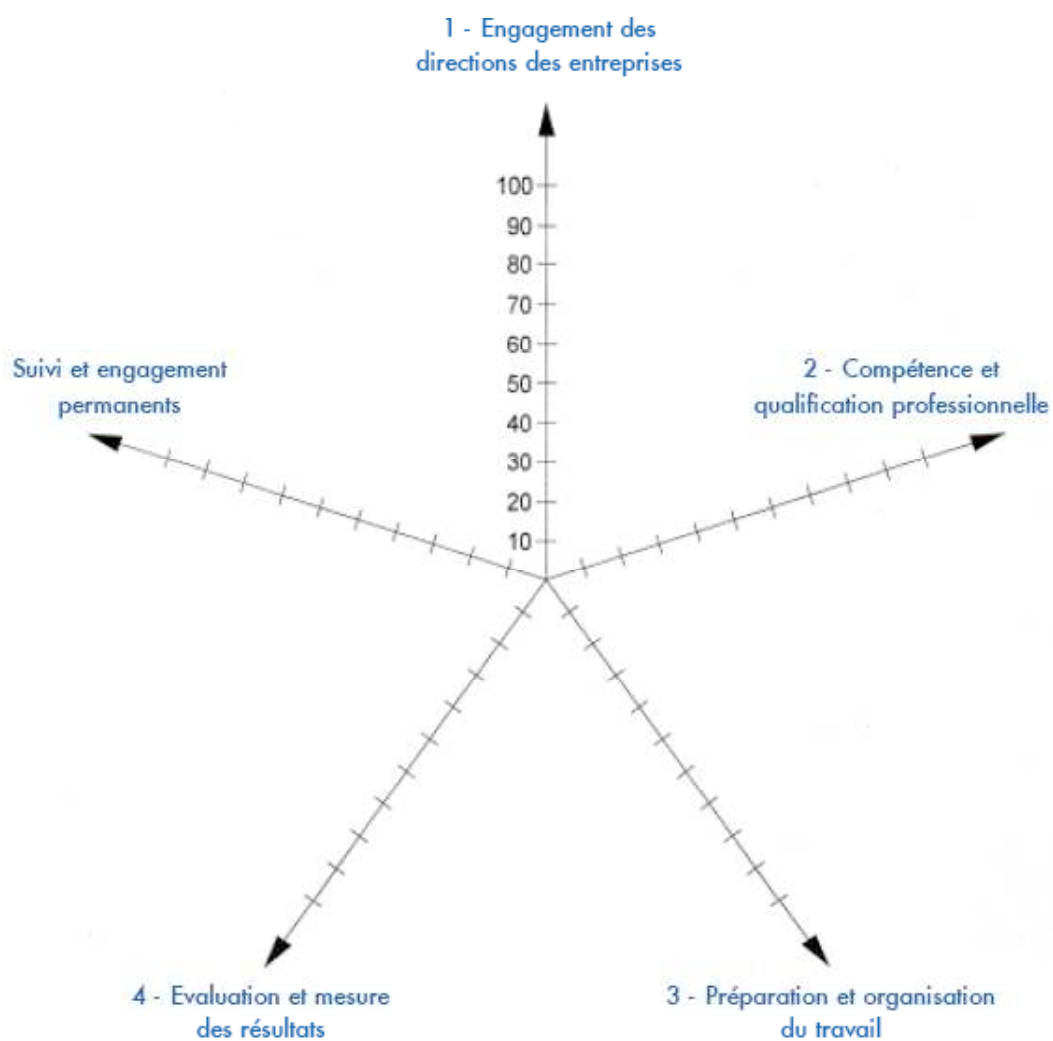 1 - Engagement des
directions des entreprises
100
90
80
70
60
50
40
30
20
10
Suivi et engagement
permanents
2 - Compétence et
qualification professionnelle
4 - Evaluation et mesure
des résultats
3 - Préparation et organisation
du travail